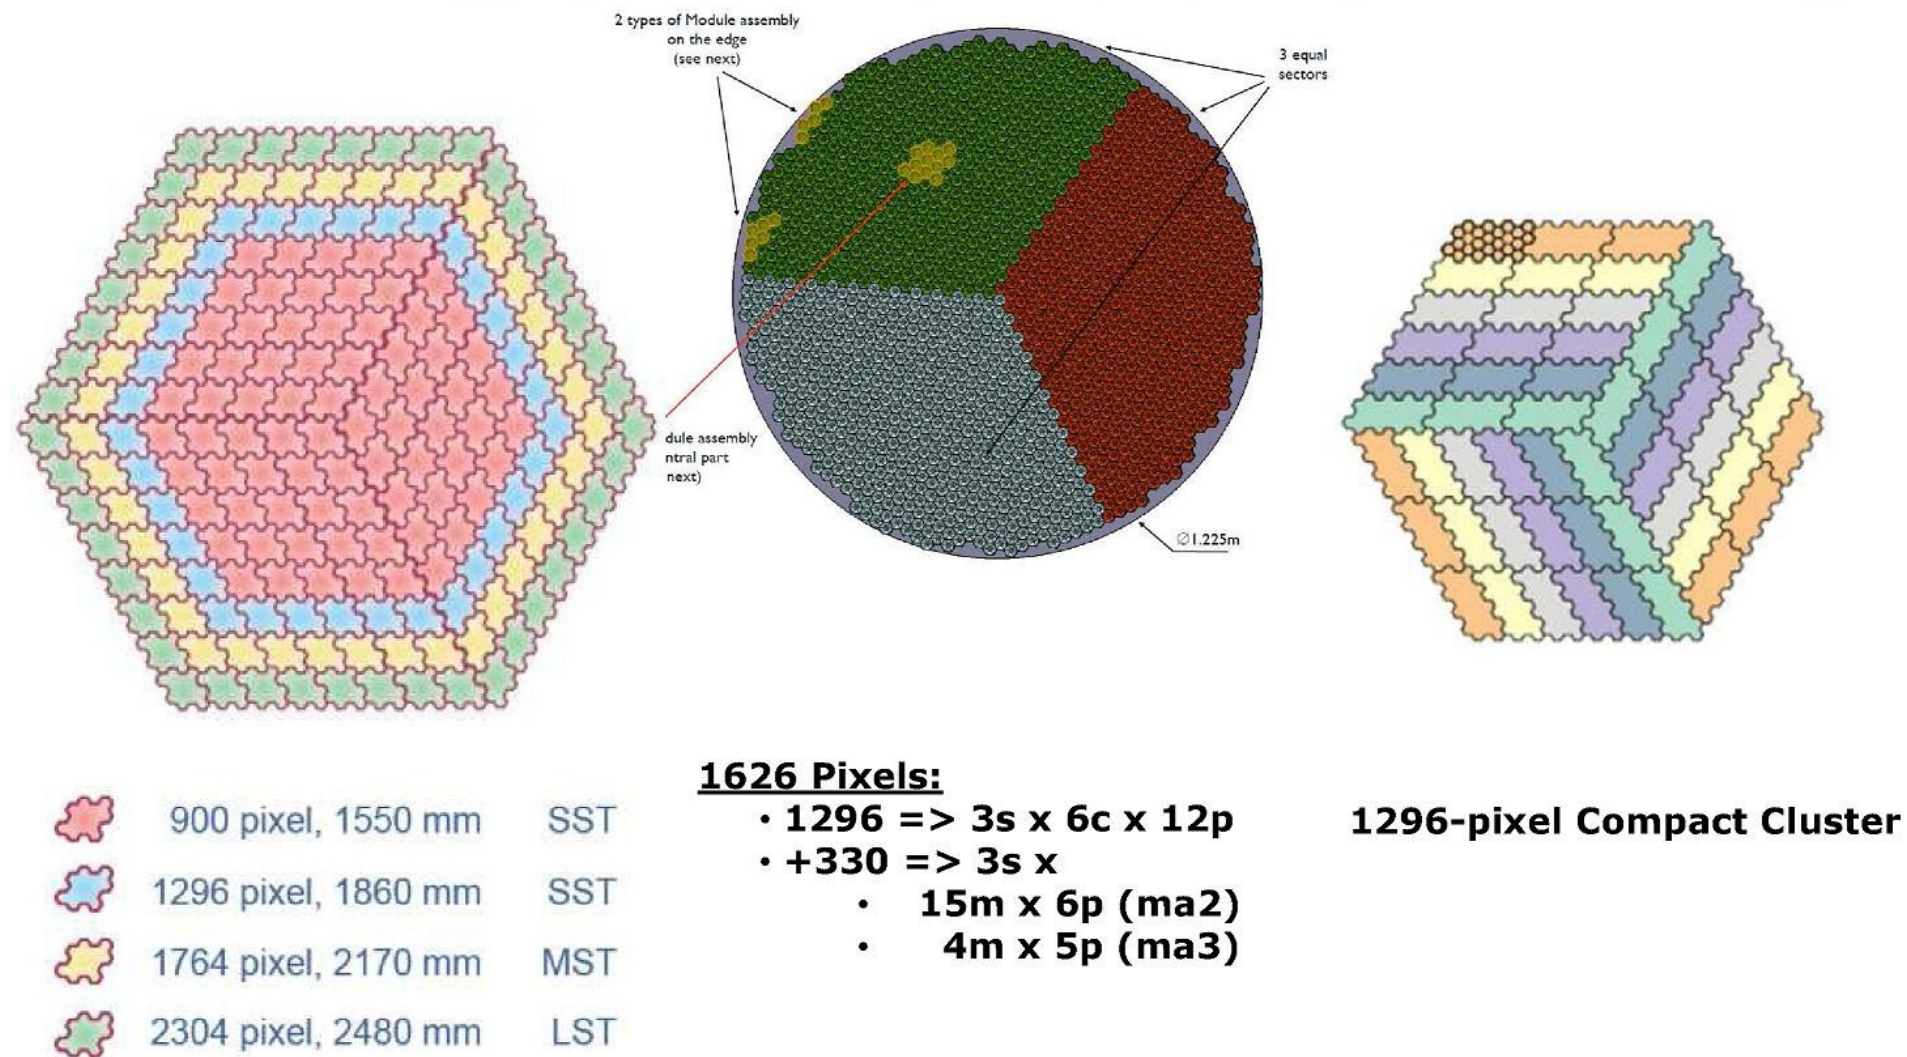 2 types of Module assembly
on the edge
(see next)
3 equal
sectors
dule assembly
ntral part
next)
∅1.225m
900 pixel, 1550 mm SST
1296 pixel, 1860 mm SST
1764 pixel, 2170 mm MST
2304 pixel, 2480 mm LST
1626 Pixels:
• 1296 => 3s x 6c x 12p
• +330 => 3s x
• 15m x 6p (ma2)
• 4m x 5p (ma3)
1296-pixel Compact Cluster